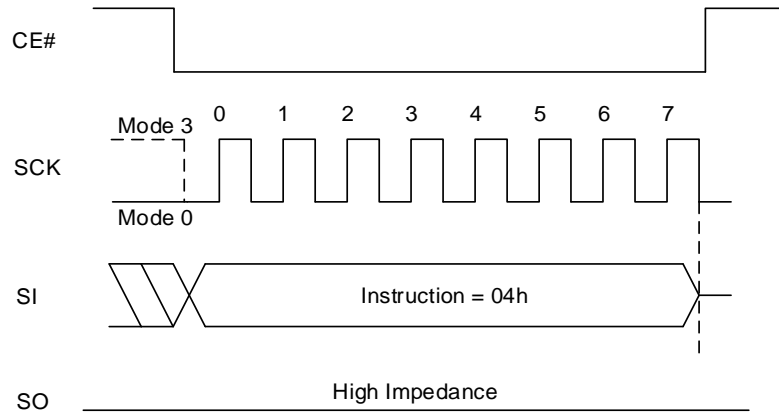 CE#
0 1 2 3 4 5 6 7
Mode 3
SCK
Mode 0
SI
Instruction = 04h
SO
High Impedance